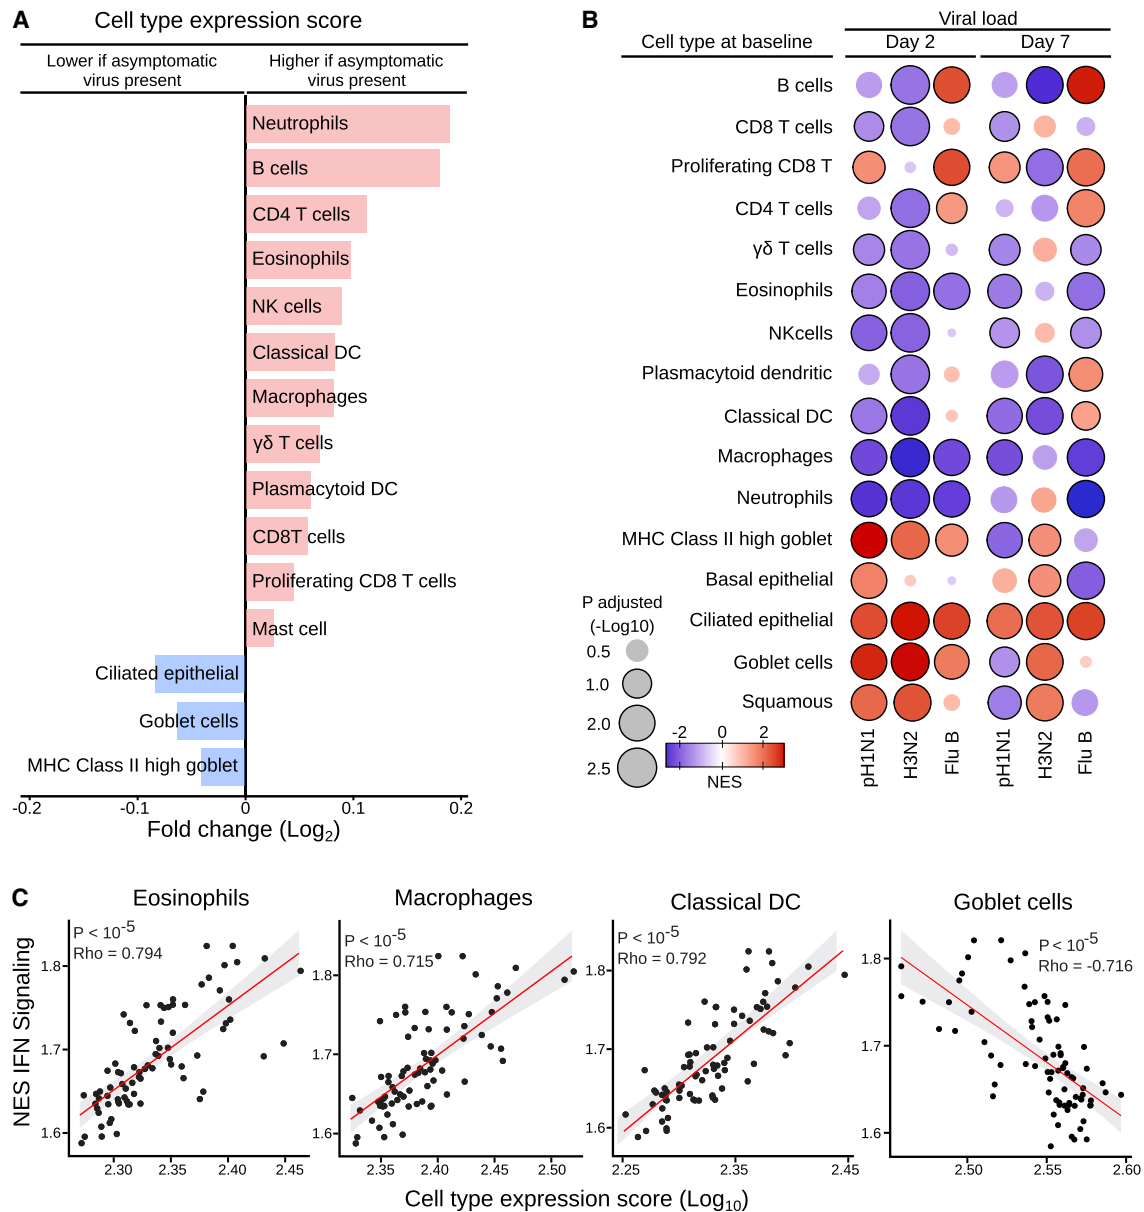 A
Cell type expression score
Lower if asymptomatic
virus present
Higher if asymptomatic
virus present
Neutrophils
B cells
CD4 T cells
Eosinophils
NK cells
Classical DC
Macrophages
γδ T cells
Plasmacytoid DC
CD8T cells
Proliferating CD8 T cells
Mast cell
Ciliated epithelial
Goblet cells
MHC Class II high goblet
-0.2 -0.1 0 0.1 0.2
Fold change (Log2)
B
Viral load
Cell type at baseline
Day 2
Day 7
B cells
CD8 T cells
Proliferating CD8 T
CD4 T cells
γδ T cells
Eosinophils
NKcells
Plasmacytoid dendritic
Classical DC
Macrophages
Neutrophils
MHC Class II high goblet
Basal epithelial
Ciliated epithelial
Goblet cells
Squamous
P adjusted
(-Log10)
0.5
1.0
2.0
2.5
-2 0 2
NES
pH1N1 H3N2 Flu B pH1N1 H3N2 Flu B
C
Eosinophils
P < 10-5
Rho = 0.794
1.8
1.7
1.6
2.30 2.35 2.40 2.45
Macrophages
P < 10-5
Rho = 0.715
1.8
1.7
1.6
2.35 2.40 2.45 2.50
Classical DC
P < 10-5
Rho = 0.792
1.8
1.7
1.6
2.25 2.35 2.45
Goblet cells
P < 10-5
Rho = -0.716
1.8
1.7
1.6
2.50 2.55 2.60
NES IFN Signaling
Cell type expression score (Log10)